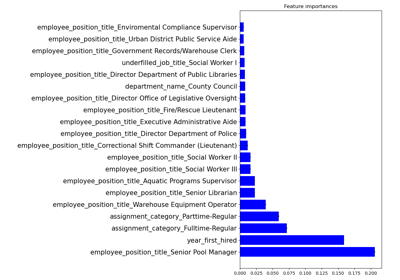 Feature importances
employee_position_title_Enviromental Compliance Supervisor
employee_position_title_Urban District Public Service Aide
employee_position_title_Government Records/Warehouse Clerk
underfilled_job_title_Social Worker I
employee_position_title_Director Department of Public Libraries
department_name_County Council
employee_position_title_Director Office of Legislative Oversight
employee_position_title_Fire/Rescue Lieutenant
employee_position_title_Executive Administrative Aide
employee_position_title_Director Department of Police
employee_position_title_Correctional Shift Commander (Lieutenant)
employee_position_title_Social Worker II
employee_position_title_Social Worker III
employee_position_title_Aquatic Programs Supervisor
employee_position_title_Senior Librarian
employee_position_title_Warehouse Equipment Operator
assignment_category_Parttime-Regular
assignment_category_Fulltime-Regular
year_first_hired
employee_position_title_Senior Pool Manager
0.000 0.025 0.050 0.075 0.100 0.125 0.150 0.175 0.200